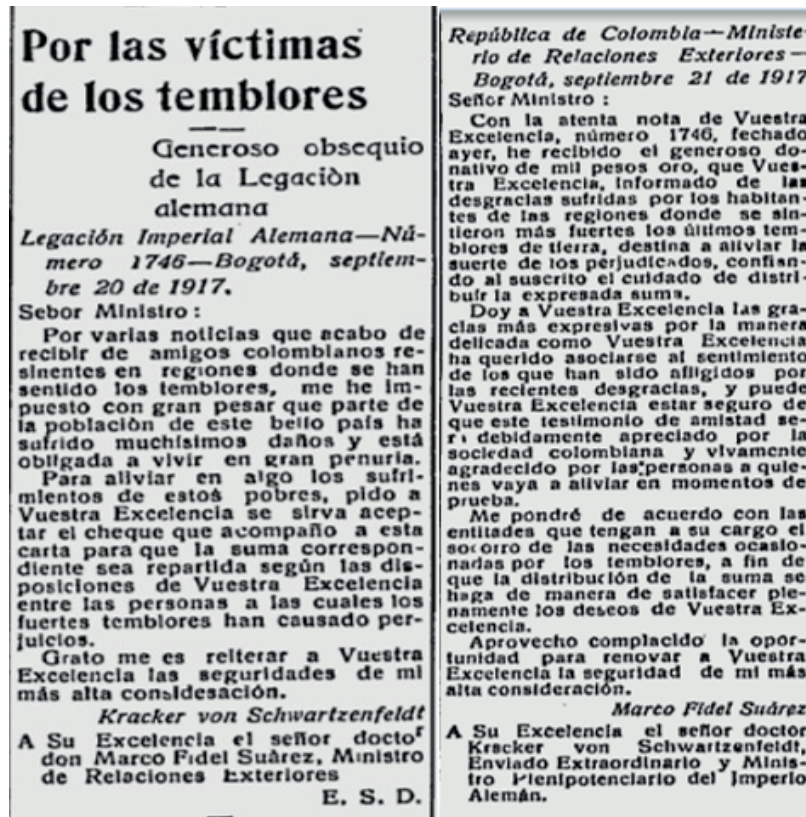 Por las víctimas
de los temblores
Generoso obsequio
de la Legaciòn
alemana
Legación Imperial Alemana—Nú-
mero 1746—Bogotá, septiem-
bre 20 de 1917.
Sebor Ministro:
Por varias noticias que acabo de
recibir de amigos colombianos re-
sinentes en regiones donde se han
sentido los temblores, me he im-
puesto con gran pesar que parte de
la población de este bello país ha
sufrido muchísimos daños y está
obligada a vivir en gran penuria.
Para aliviar en algo los sufri-
mientos de estos pobres, pido a
Vuestra Excelencia se sirva acep-
tar el cheque que acompaño a esta
carta para que la suma correspon-
diente sea repartida según las dis-
posiciones de Vuestra Excelencia
entre las personas a las cuales los
fuertes temblores han causado per-
juicios.
Grato me es reiterar a Vuestra
Excelencia las seguridades de mi
más alta considesación.
Kracker von Schwartzenfeldt
A Su Excelencia el señor doctor
don Marco Fidel Suárez, Ministro
de Relaciones Exteriores
E. S. D.
República de Colombia—Ministe-
rio de Relaciones Exteriores—
Bogotá, septiembre 21 de 1917
Señor Ministro:
Con la atenta nota de Vuestra
Excelencia, número 1746, fechado
ayer, he recibido el generoso do-
nativo de mil pesos oro, que Vues-
tra Excelencia, informado de las
desgracias sufridas por los habitan-
tes de las regiones donde se sin-
tieron más fuertes los últimos tem-
blores de tierra, destina a aliviar la
suerte de los perjudicados, confian-
do al suscrito el cuidado de distri-
buír la expresada suma.
Doy a Vuestra Excelencia las gra-
cias más expresivas por la manera
delicada como Vuestra Excelencia
ha querido asociarse al sentimiento
de los que han sido afligidos por
las recientes desgracias, y puede
Vuestra Excelencia estar seguro de
que este testimonio de amistad se-
rá debidamente apreciado por la
sociedad colombiana y vivamente
agradecido por las personas a quie-
nes vaya a aliviar en momentos de
prueba.
Me pondré de acuerdo con las
entidades que tengan a su cargo el
socorro de las necesidades ocasio-
nadas por los temblores, a fin de
que la distribución de la suma se
haga de manera de satisfacer ple-
namente los deseos de Vuestra Ex-
celencia.
Aprovecho complacido la opor-
tunidad para renovar a Vuestra
Excelencia la seguridad de mi más
alta consideración.
Marco Fidel Suárez
A Su Excelencia el señor doctor
Kracker von Schwartzenfeldt,
Enviado Extraordinario y Minis-
tro Plenipotenciario del Imperio
Alemán.